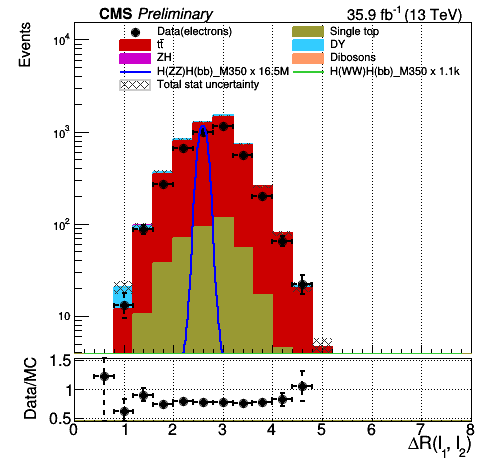 CMS Preliminary 35.9 fb⁻¹ (13 TeV)
Events
Data(electrons) Single top
tt̄ DY
ZH Dibosons
H(ZZ)H(bb)_M350 x 16.5M H(WW)H(bb)_M350 x 1.1k
Total stat uncertainty
10⁴
10³
10²
10
Data/MC
1.5
1
0.5
0 1 2 3 4 5 6 7 8
ΔR(l₁, l₂)